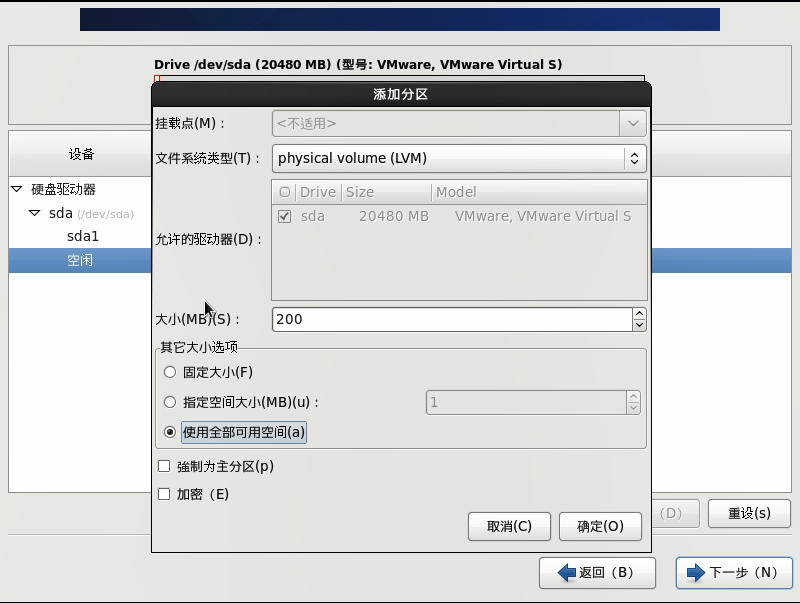 Drive /dev/sda (20480 MB) (型号: VMware, VMware Virtual S)
添加分区
挂载点(M)：
<不适用>
文件系统类型(T)：
physical volume (LVM)
设备
Drive Size Model
硬盘驱动器
sda (/dev/sda)
sda 20480 MB VMware, VMware Virtual S
sda1
允许的驱动器(D)：
空闲
大小(MB)(S)：
200
其它大小选项
固定大小(F)
指定空间大小(MB)(u)：
1
使用全部可用空间(a)
強制为主分区(p)
加密（E)
取消(C)
确定(O)
(D)
重设(s)
返回（B）
下一步（N）